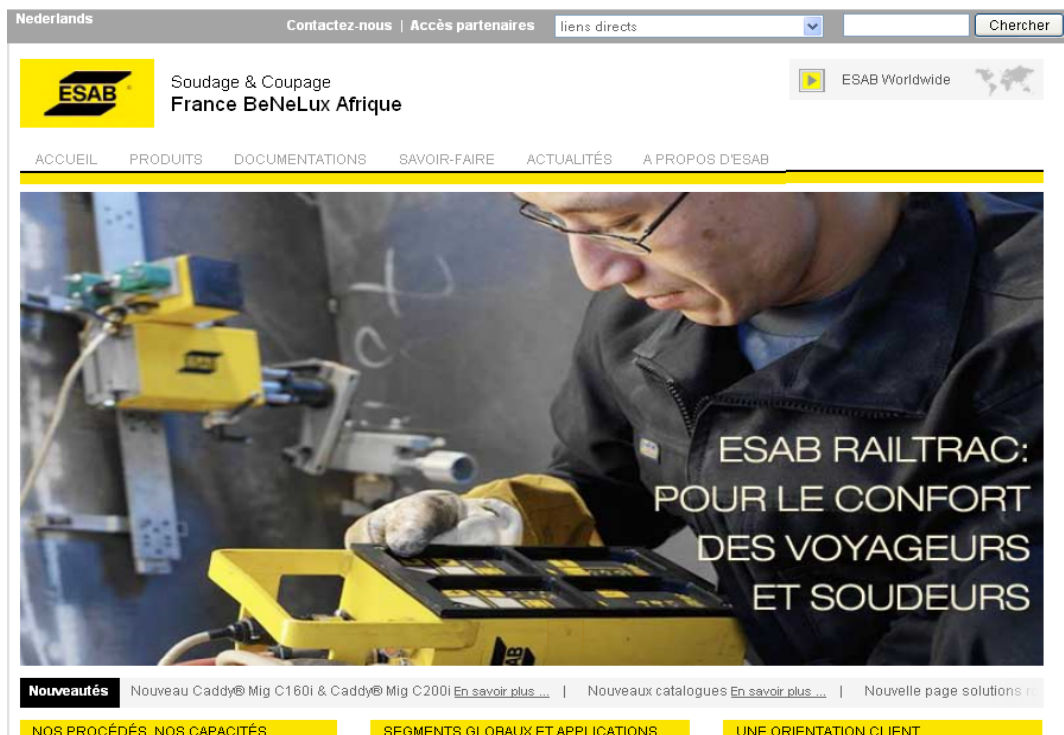 Nederlands
Contactez-nous | Accès partenaires
liens directs
Chercher
ESAB
Soudage & Coupage
France BeNeLux Afrique
ESAB Worldwide
ACCUEIL PRODUITS DOCUMENTATIONS SAVOIR-FAIRE ACTUALITÉS A PROPOS D'ESAB
ESAB
ESAB RAILTRAC:
POUR LE CONFORT
DES VOYAGEURS
ET SOUDEURS
ESAB
Nouveautés Nouveau Caddy® Mig C160i & Caddy® Mig C200i En savoir plus ... | Nouveaux catalogues En savoir plus ... | Nouvelle page solutions
NOS PROCÉDÉS, NOS CAPACITÉS SEGMENTS GLOBAUX ET APPLICATIONS UNE ORIENTATION CLIENT